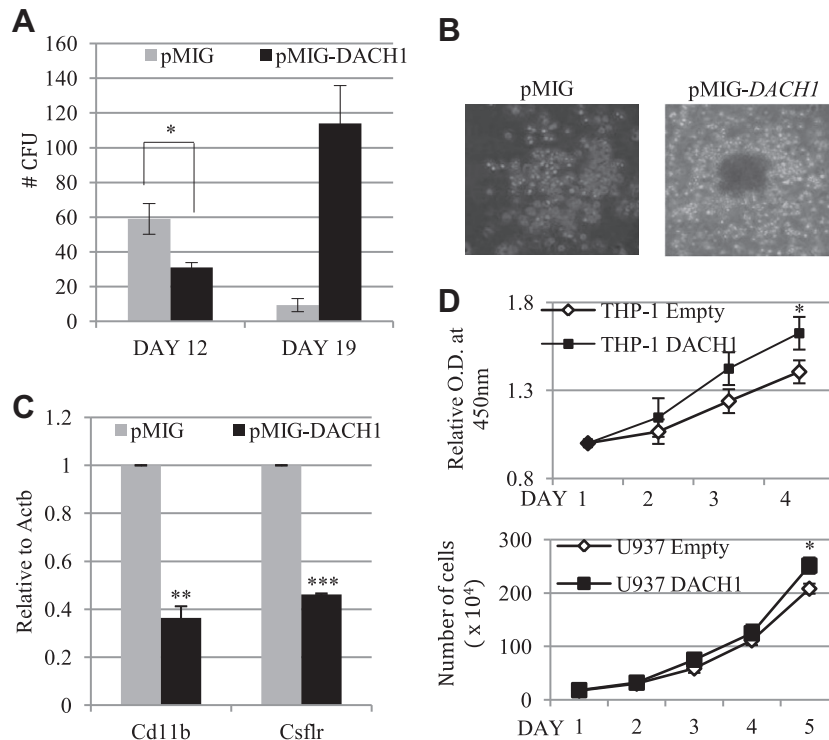 A
pMIG pMIG-DACH1
160
140
120
100
80
60
40
20
0
# CFU
*
DAY 12 DAY 19
B
pMIG pMIG-DACH1
C
pMIG pMIG-DACH1
1.2
1
0.8
0.6
0.4
0.2
0
Relative to Actb
**
***
Cd11b Csflr
D
THP-1 Empty
THP-1 DACH1
1.8
1.3
0.8
Relative O.D. at
450nm
*
DAY 1 2 3 4
U937 Empty
U937 DACH1
300
200
100
0
Number of cells
( x 10⁴)
*
DAY 1 2 3 4 5